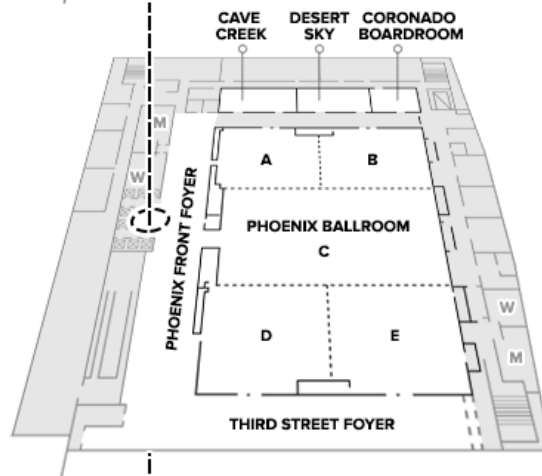 CAVE
CREEK
DESERT
SKY
CORONADO
BOARDROOM
M
A
B
W
PHOENIX FRONT FOYER
PHOENIX BALLROOM
C
D
E
W
M
THIRD STREET FOYER